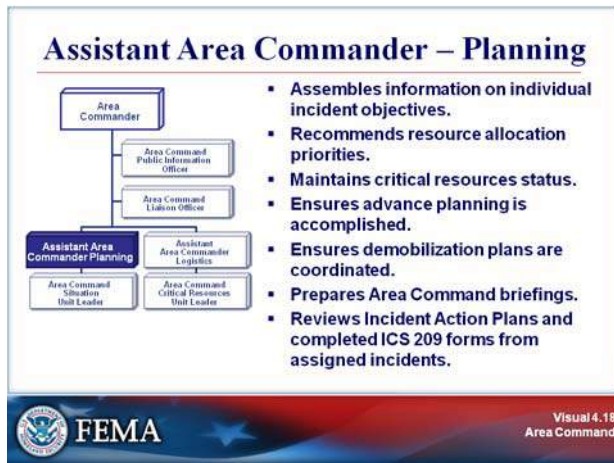 Assistant Area Commander – Planning
Area
Commander
Area Command
Public Information
Officer
Area Command
Liaison Officer
Assistant Area
Commander Planning
Assistant
Area Commander
Logistics
Area Command
Situation
Unit Leader
Area Command
Critical Resources
Unit Leader
▪ Assembles information on individual
incident objectives.
▪ Recommends resource allocation
priorities.
▪ Maintains critical resources status.
▪ Ensures advance planning is
accomplished.
▪ Ensures demobilization plans are
coordinated.
▪ Prepares Area Command briefings.
▪ Reviews Incident Action Plans and
completed ICS 209 forms from
assigned incidents.
FEMA
Visual 4.18
Area Command